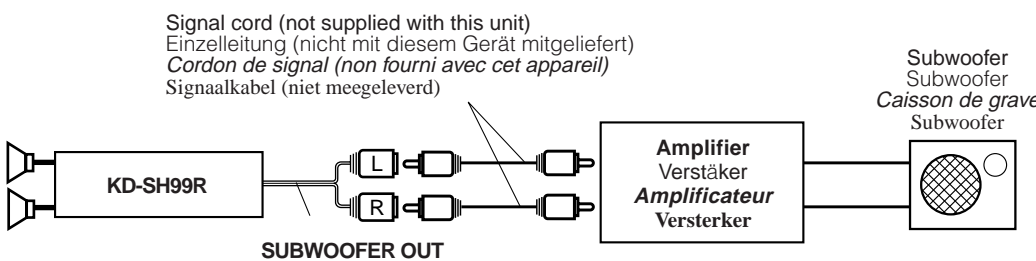 Signal cord (not supplied with this unit)
Einzelleitung (nicht mit diesem Gerät mitgeliefert)
Cordon de signal (non fourni avec cet appareil)
Signaalkabel (niet meegeleverd)
Subwoofer
Subwoofer
Caisson de grave
Subwoofer
KD-SH99R
L
R
Amplifier
Verstäker
Amplificateur
Versterker
SUBWOOFER OUT